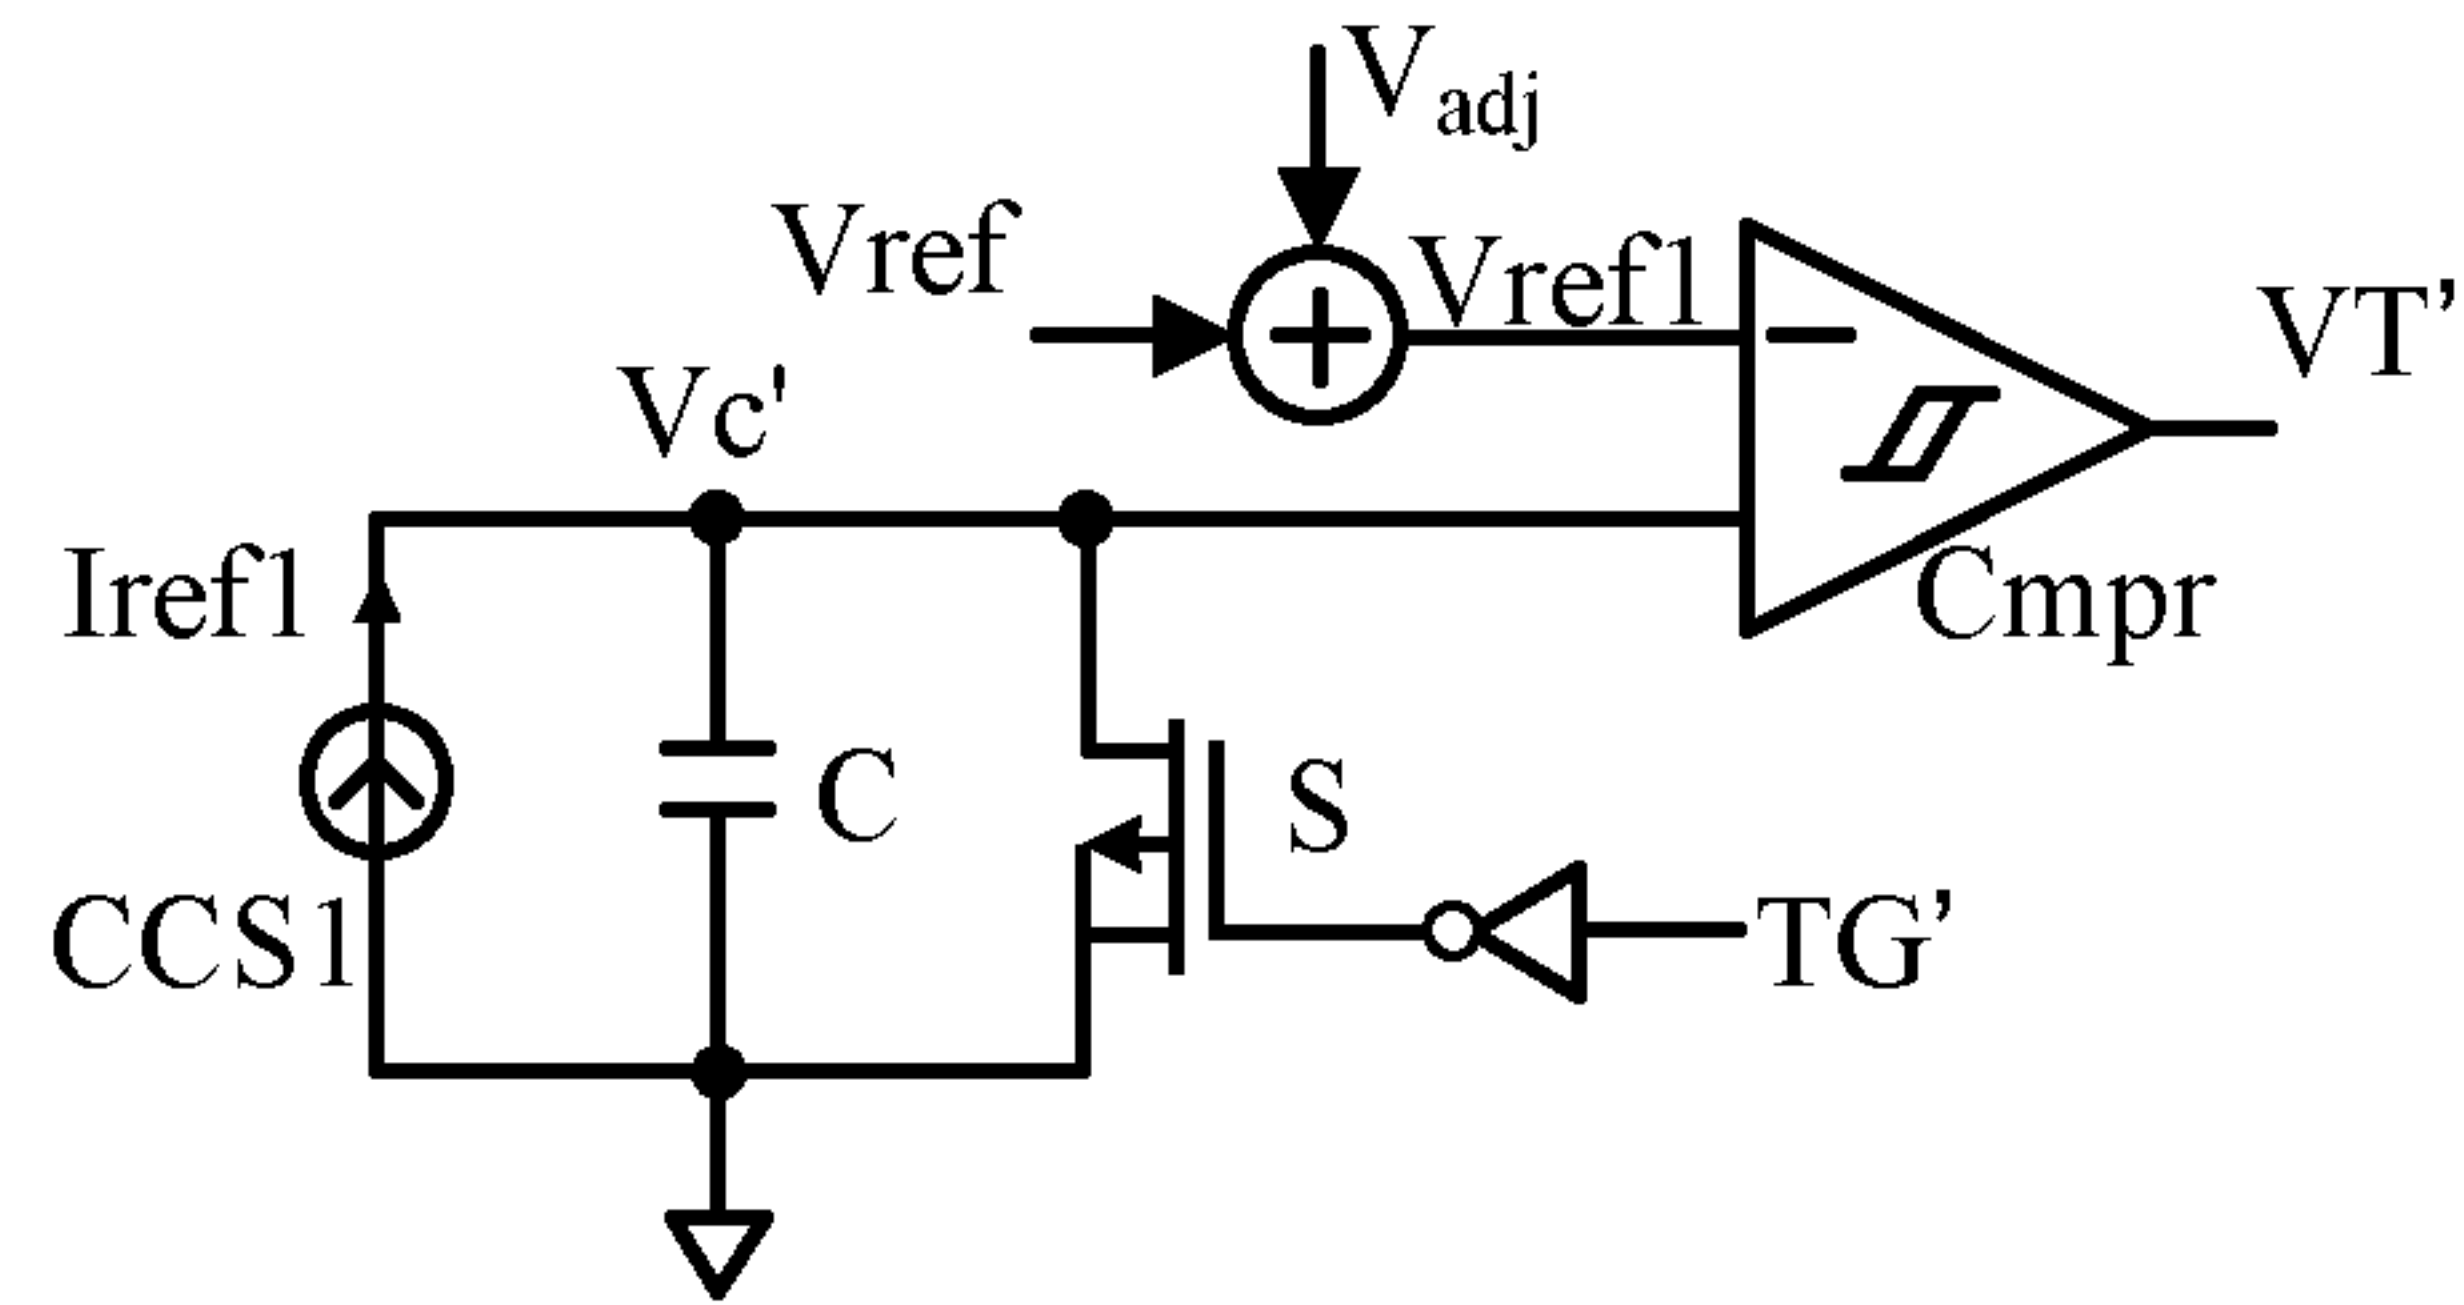 Vadj
Vref
Vref1
VT’
Vc'
Iref1
Cmpr
C
S
CCS1
TG’